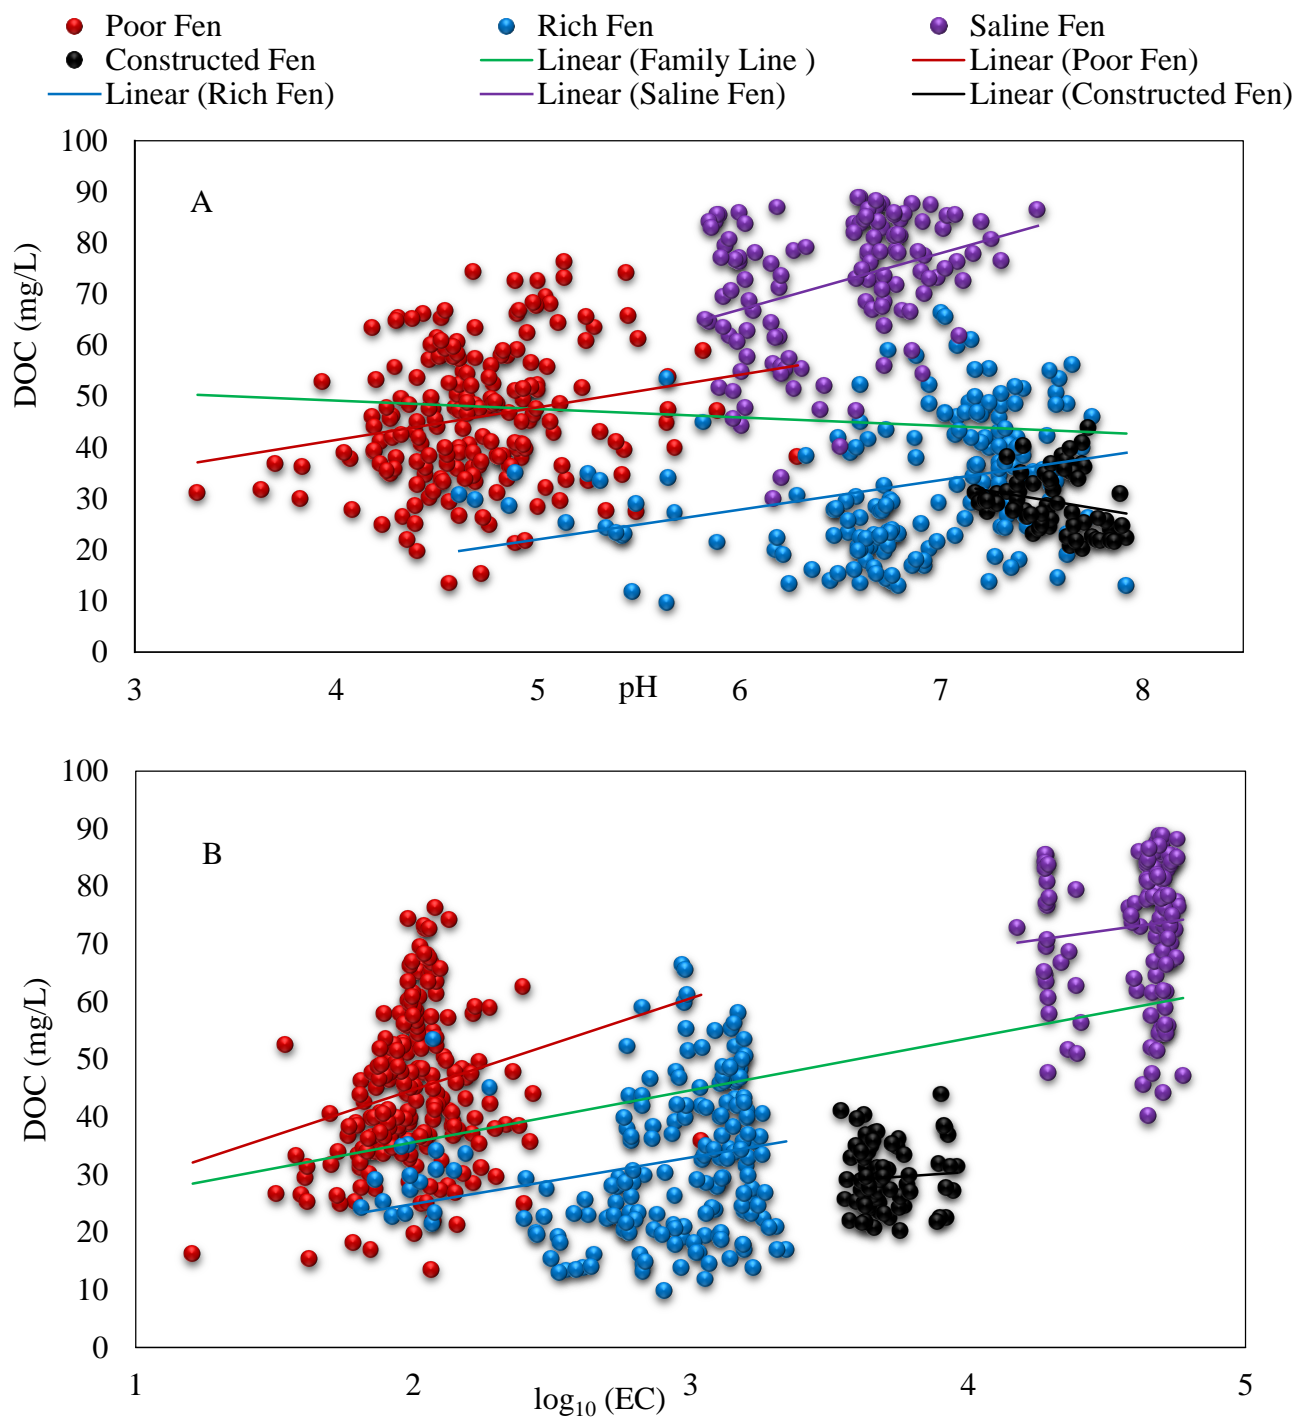 Poor Fen Rich Fen Saline Fen
Constructed Fen Linear (Family Line ) Linear (Poor Fen)
Linear (Rich Fen) Linear (Saline Fen) Linear (Constructed Fen)
100
90
80
70
60
50
40
30
20
10
0
DOC (mg/L)
A
3 4 5 pH 6 7 8
100
90
80
70
60
50
40
30
20
10
0
DOC (mg/L)
B
1 2 3 4 5
log10 (EC)